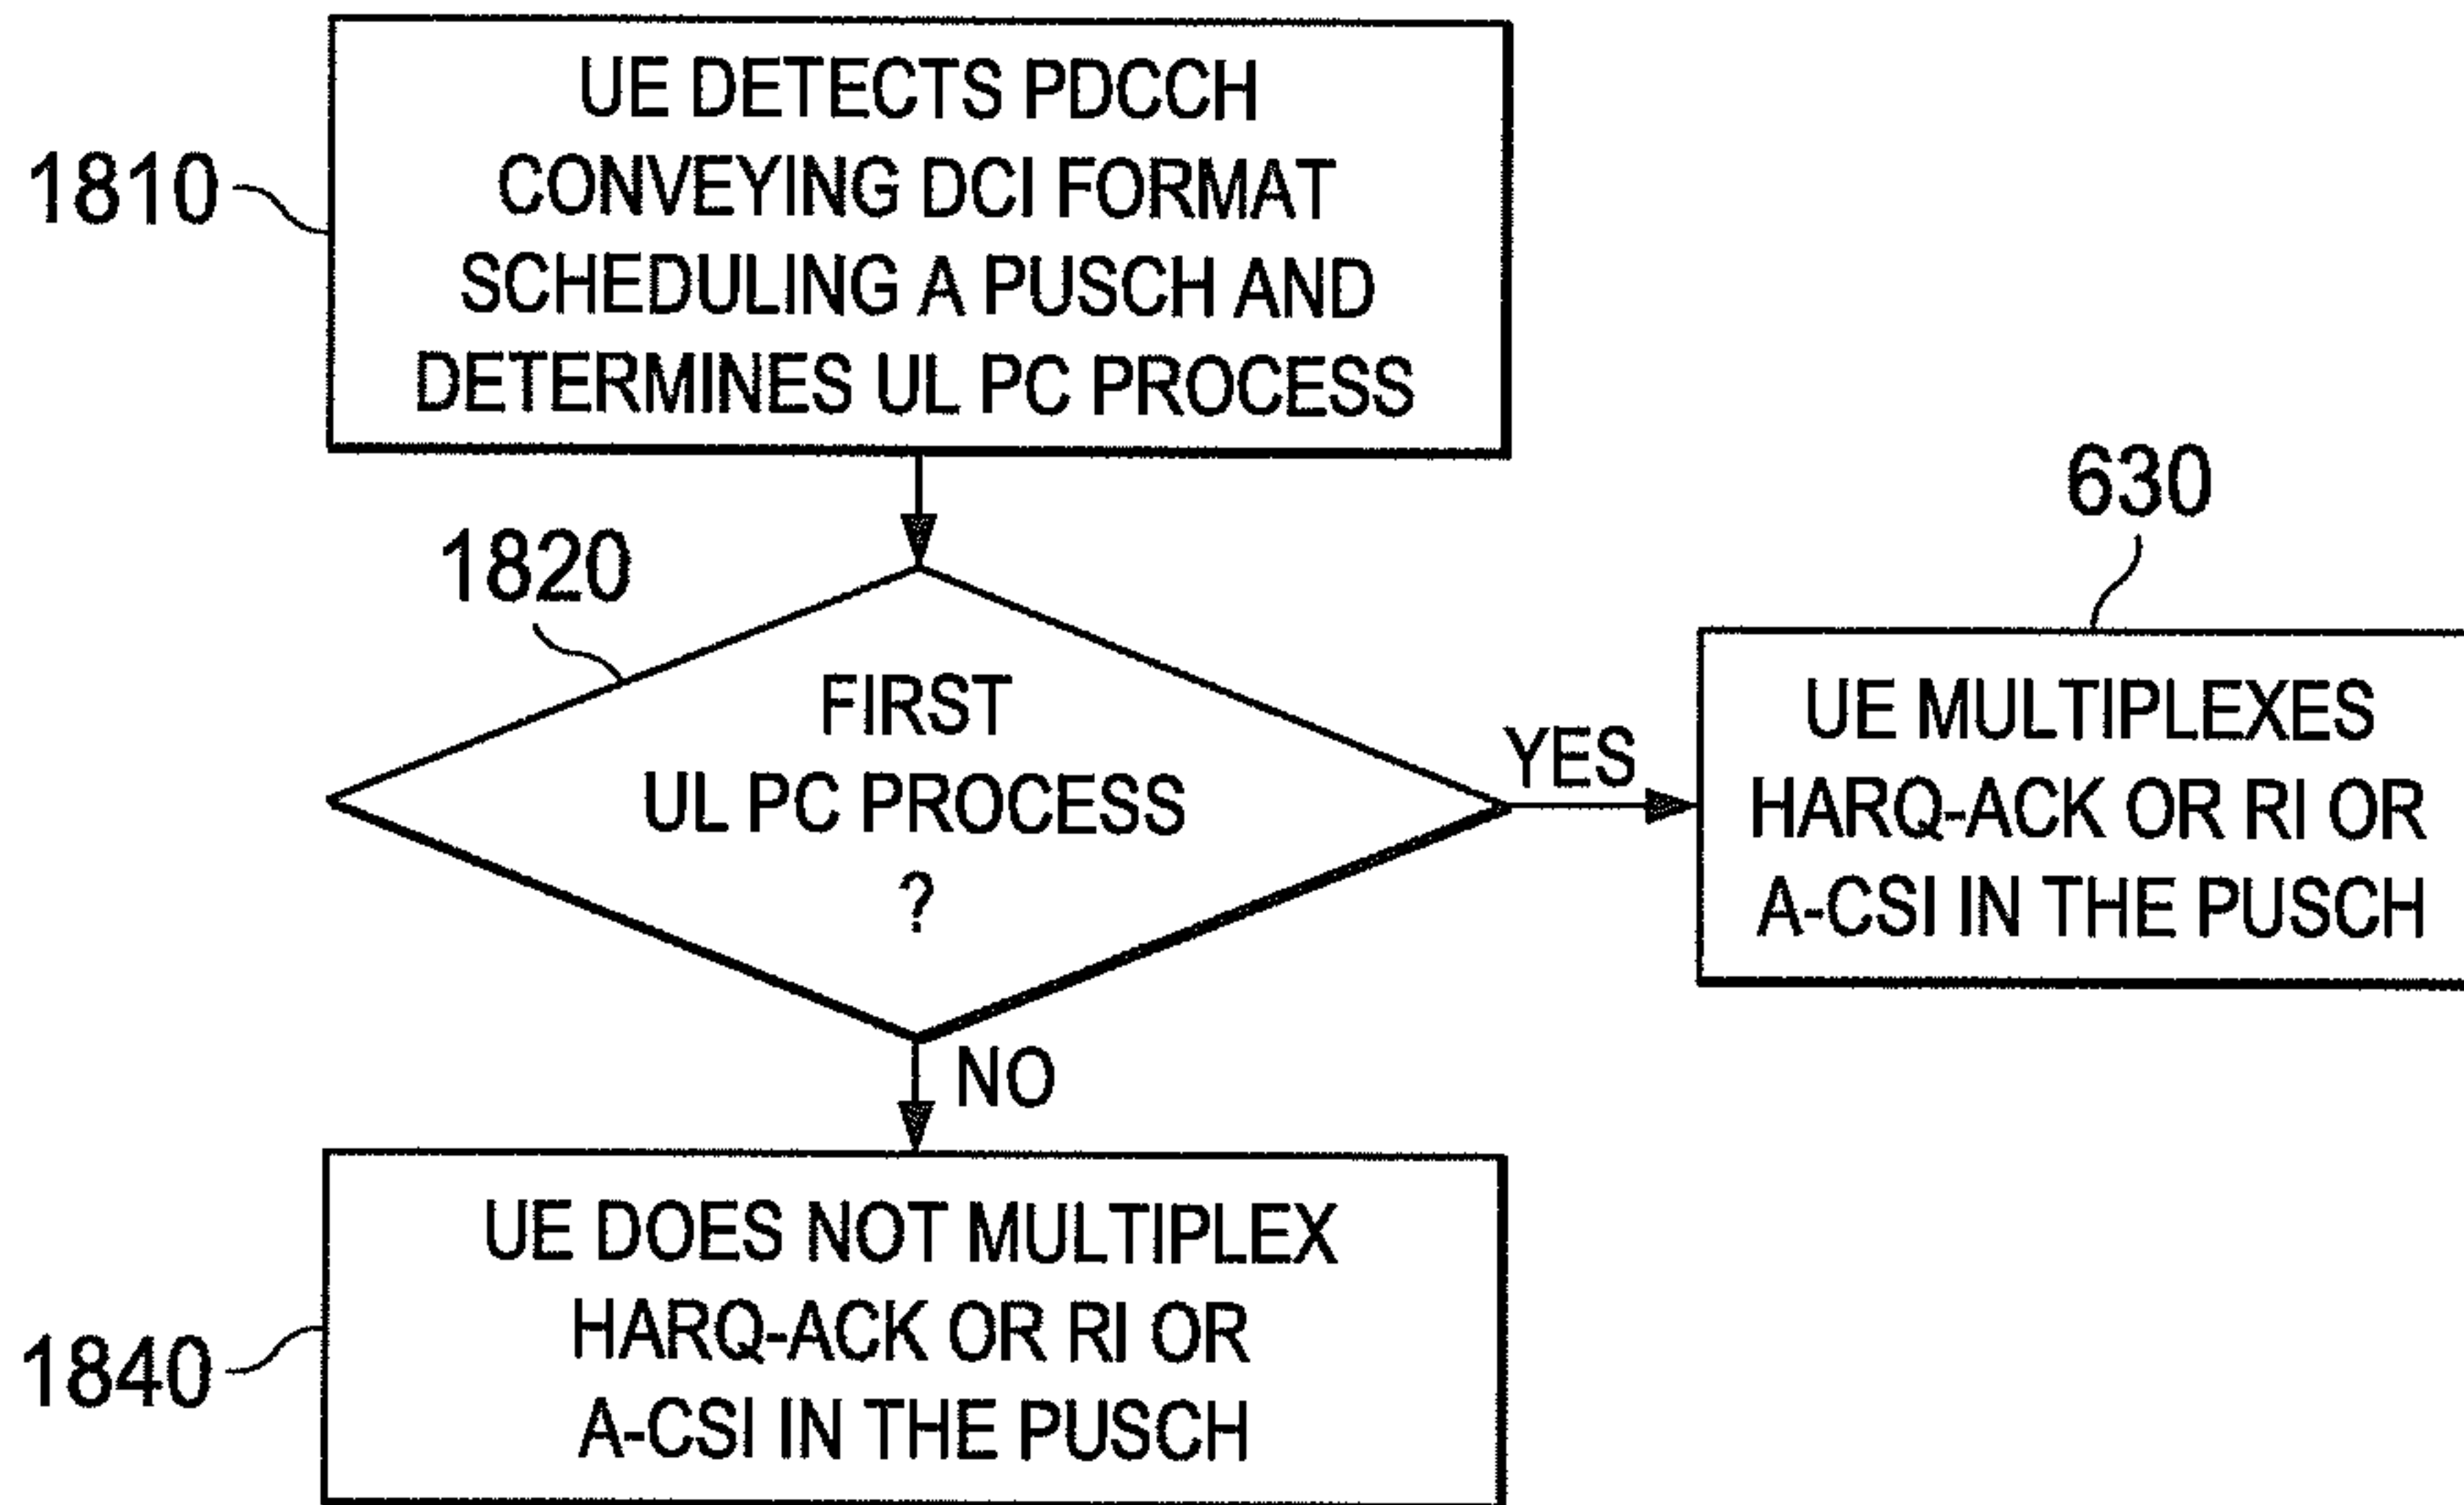 UE DETECTS PDCCH
CONVEYING DCI FORMAT
SCHEDULING A PUSCH AND
DETERMINES UL PC PROCESS
1810
1820
FIRST
UL PC PROCESS
?
YES
630
UE MULTIPLEXES
HARQ-ACK OR RI OR
A-CSI IN THE PUSCH
NO
UE DOES NOT MULTIPLEX
HARQ-ACK OR RI OR
A-CSI IN THE PUSCH
1840